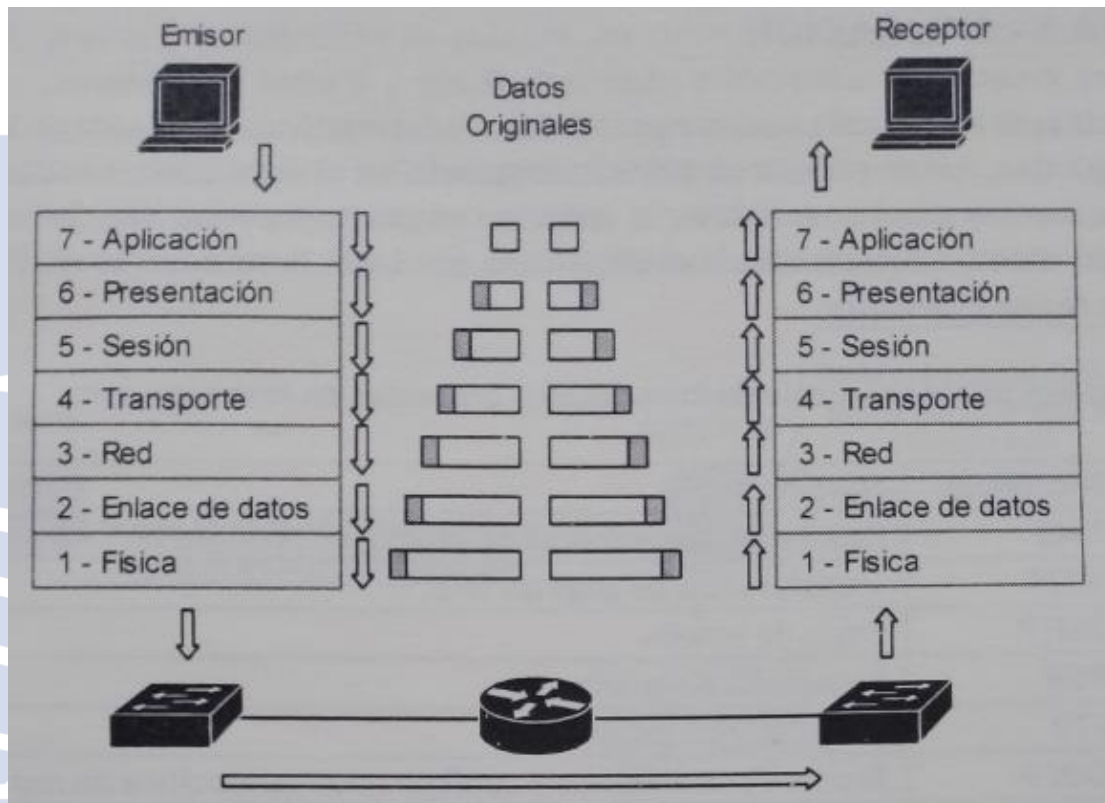 Emisor
Receptor
Datos
Originales
7 - Aplicación
6 - Presentación
5 - Sesión
4 - Transporte
3 - Red
2 - Enlace de datos
1 - Física
7 - Aplicación
6 - Presentación
5 - Sesión
4 - Transporte
3 - Red
2 - Enlace de datos
1 - Física